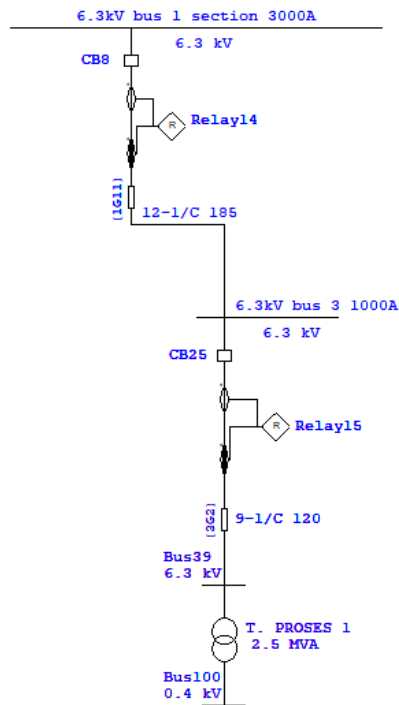 6.3kV bus 1 section 3000A
6.3 kV
CB8
R
Relay14
(1G11)
12-1/C 185
6.3kV bus 3 1000A
6.3 kV
CB25
R
Relay15
(3G2)
9-1/C 120
Bus39
6.3 kV
T. PROSES 1
2.5 MVA
Bus100
0.4 kV